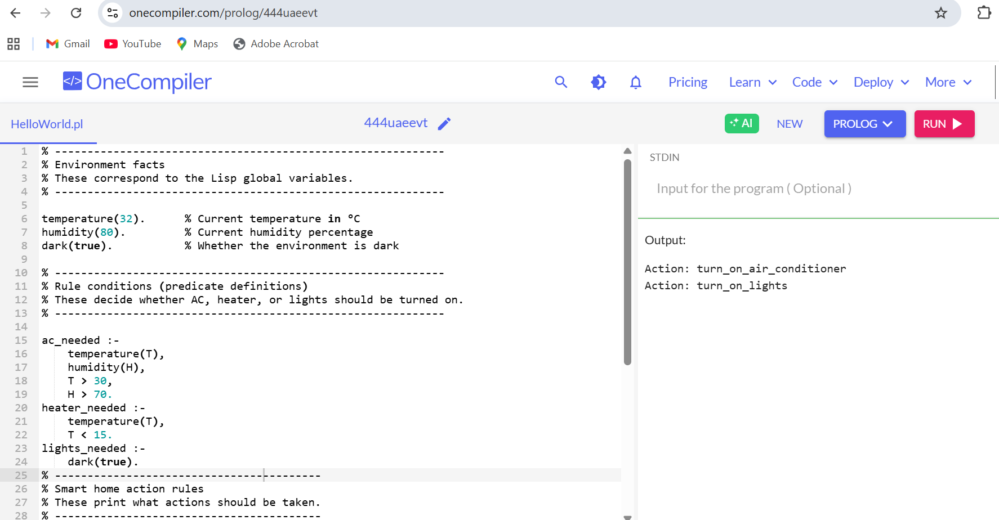 onecompiler.com/prolog/444uaeevt
Gmail YouTube Maps Adobe Acrobat
</> OneCompiler Pricing Learn Code Deploy More
HelloWorld.pl 444uaeevt AI NEW PROLOG RUN
1 % ------------------------------------------------------------
2 % Environment facts
3 % These correspond to the Lisp global variables.
4 % ------------------------------------------------------------
5
6 temperature(32).      % Current temperature in °C
7 humidity(80).         % Current humidity percentage
8 dark(true).           % Whether the environment is dark
9
10 % ------------------------------------------------------------
11 % Rule conditions (predicate definitions)
12 % These decide whether AC, heater, or lights should be turned on.
13 % ------------------------------------------------------------
14
15 ac_needed :-
16     temperature(T),
17     humidity(H),
18     T > 30,
19     H > 70.
20 heater_needed :-
21     temperature(T),
22     T < 15.
23 lights_needed :-
24     dark(true).
25 % -----------------------------------------
26 % Smart home action rules
27 % These print what actions should be taken.
28 % -----------------------------------------
STDIN
Input for the program ( Optional )
Output:
Action: turn_on_air_conditioner
Action: turn_on_lights